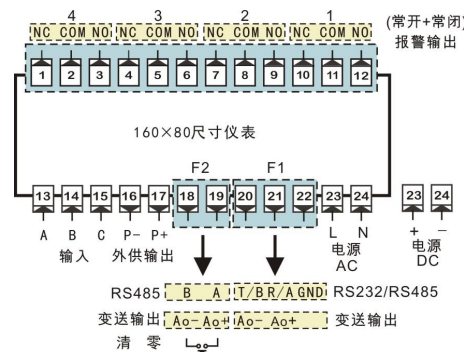 4 3 2 1
NC COM NO NC COM NO NC COM NO NC COM NO (常开+常闭)
报警输出
1 2 3 4 5 6 7 8 9 10 11 12
160×80尺寸仪表
F2 F1
13 14 15 16 17 18 19 20 21 22 23 24 23 24
A B C P- P+ L N + -
输入 外供输出 电源 电源
AC DC
RS485 B A T/B R/A GND RS232/RS485
变送输出 Ao- Ao+ Ao- Ao+ 变送输出
清 零